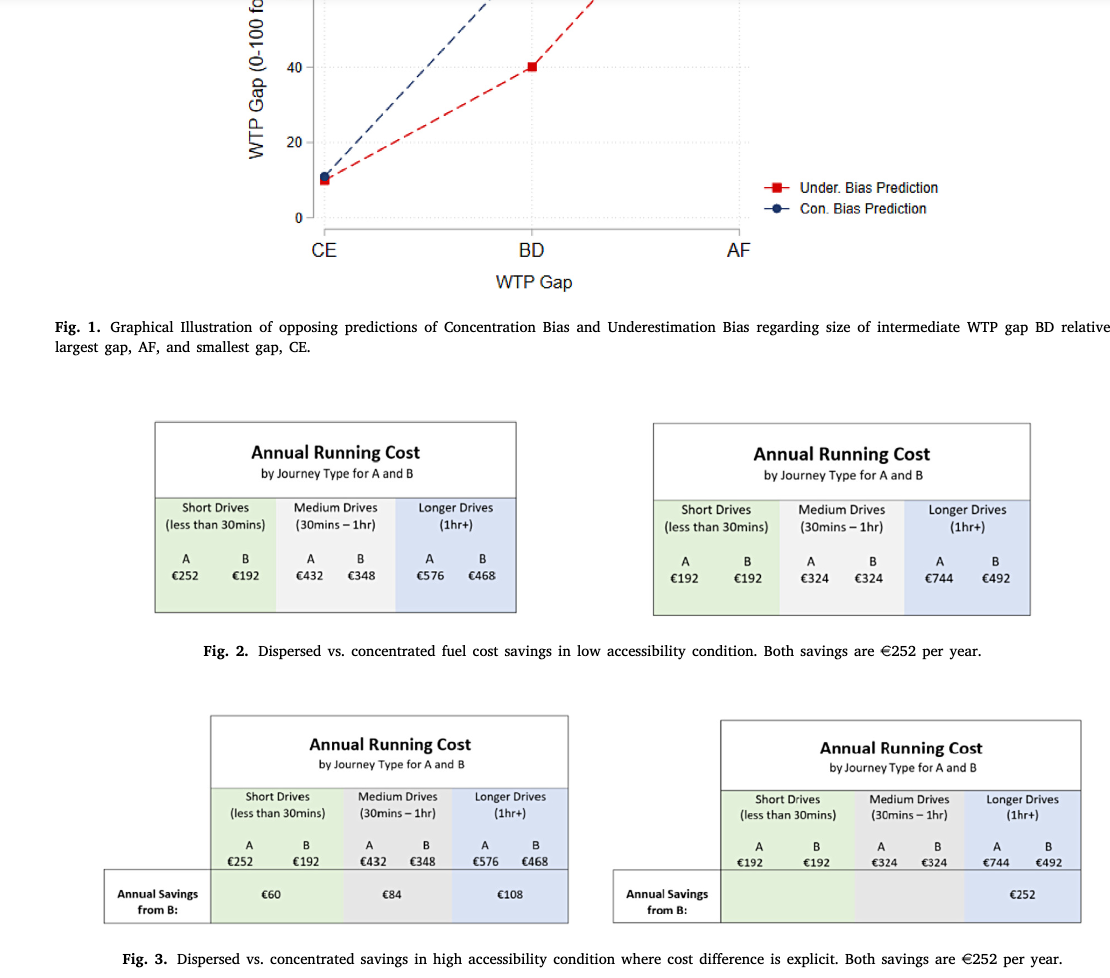 WTP Gap (0-100 fo
40
20
0
CE BD AF
WTP Gap
Under. Bias Prediction
Con. Bias Prediction
Fig. 1. Graphical Illustration of opposing predictions of Concentration Bias and Underestimation Bias regarding size of intermediate WTP gap BD relative
largest gap, AF, and smallest gap, CE.
Annual Running Cost
by Journey Type for A and B
Short Drives Medium Drives Longer Drives
(less than 30mins) (30mins – 1hr) (1hr+)
A B A B A B
€252 €192 €432 €348 €576 €468
Annual Running Cost
by Journey Type for A and B
Short Drives Medium Drives Longer Drives
(less than 30mins) (30mins – 1hr) (1hr+)
A B A B A B
€192 €192 €324 €324 €744 €492
Fig. 2. Dispersed vs. concentrated fuel cost savings in low accessibility condition. Both savings are €252 per year.
Annual Running Cost
by Journey Type for A and B
Short Drives Medium Drives Longer Drives
(less than 30mins) (30mins – 1hr) (1hr+)
A B A B A B
€252 €192 €432 €348 €576 €468
Annual Savings €60 €84 €108
from B:
Annual Running Cost
by Journey Type for A and B
Short Drives Medium Drives Longer Drives
(less than 30mins) (30mins – 1hr) (1hr+)
A B A B A B
€192 €192 €324 €324 €744 €492
Annual Savings €252
from B:
Fig. 3. Dispersed vs. concentrated savings in high accessibility condition where cost difference is explicit. Both savings are €252 per year.